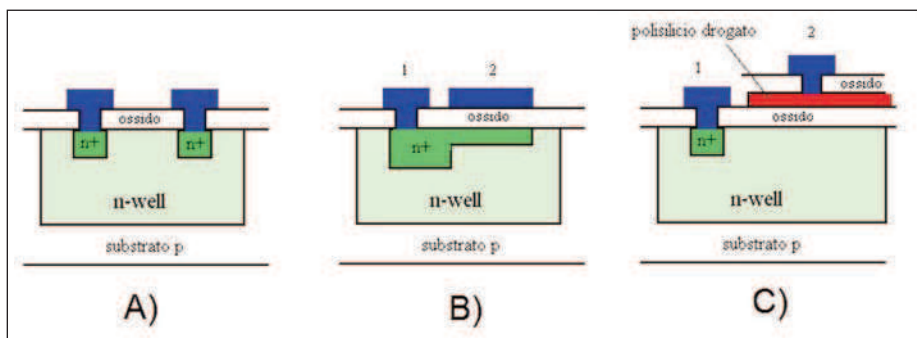 ossido
n+ n+
n-well
substrato p
A)
1 2
ossido
n+
n-well
substrato p
B)
polisilicio drogato
2
1
ossido
ossido
n+
n-well
substrato p
C)